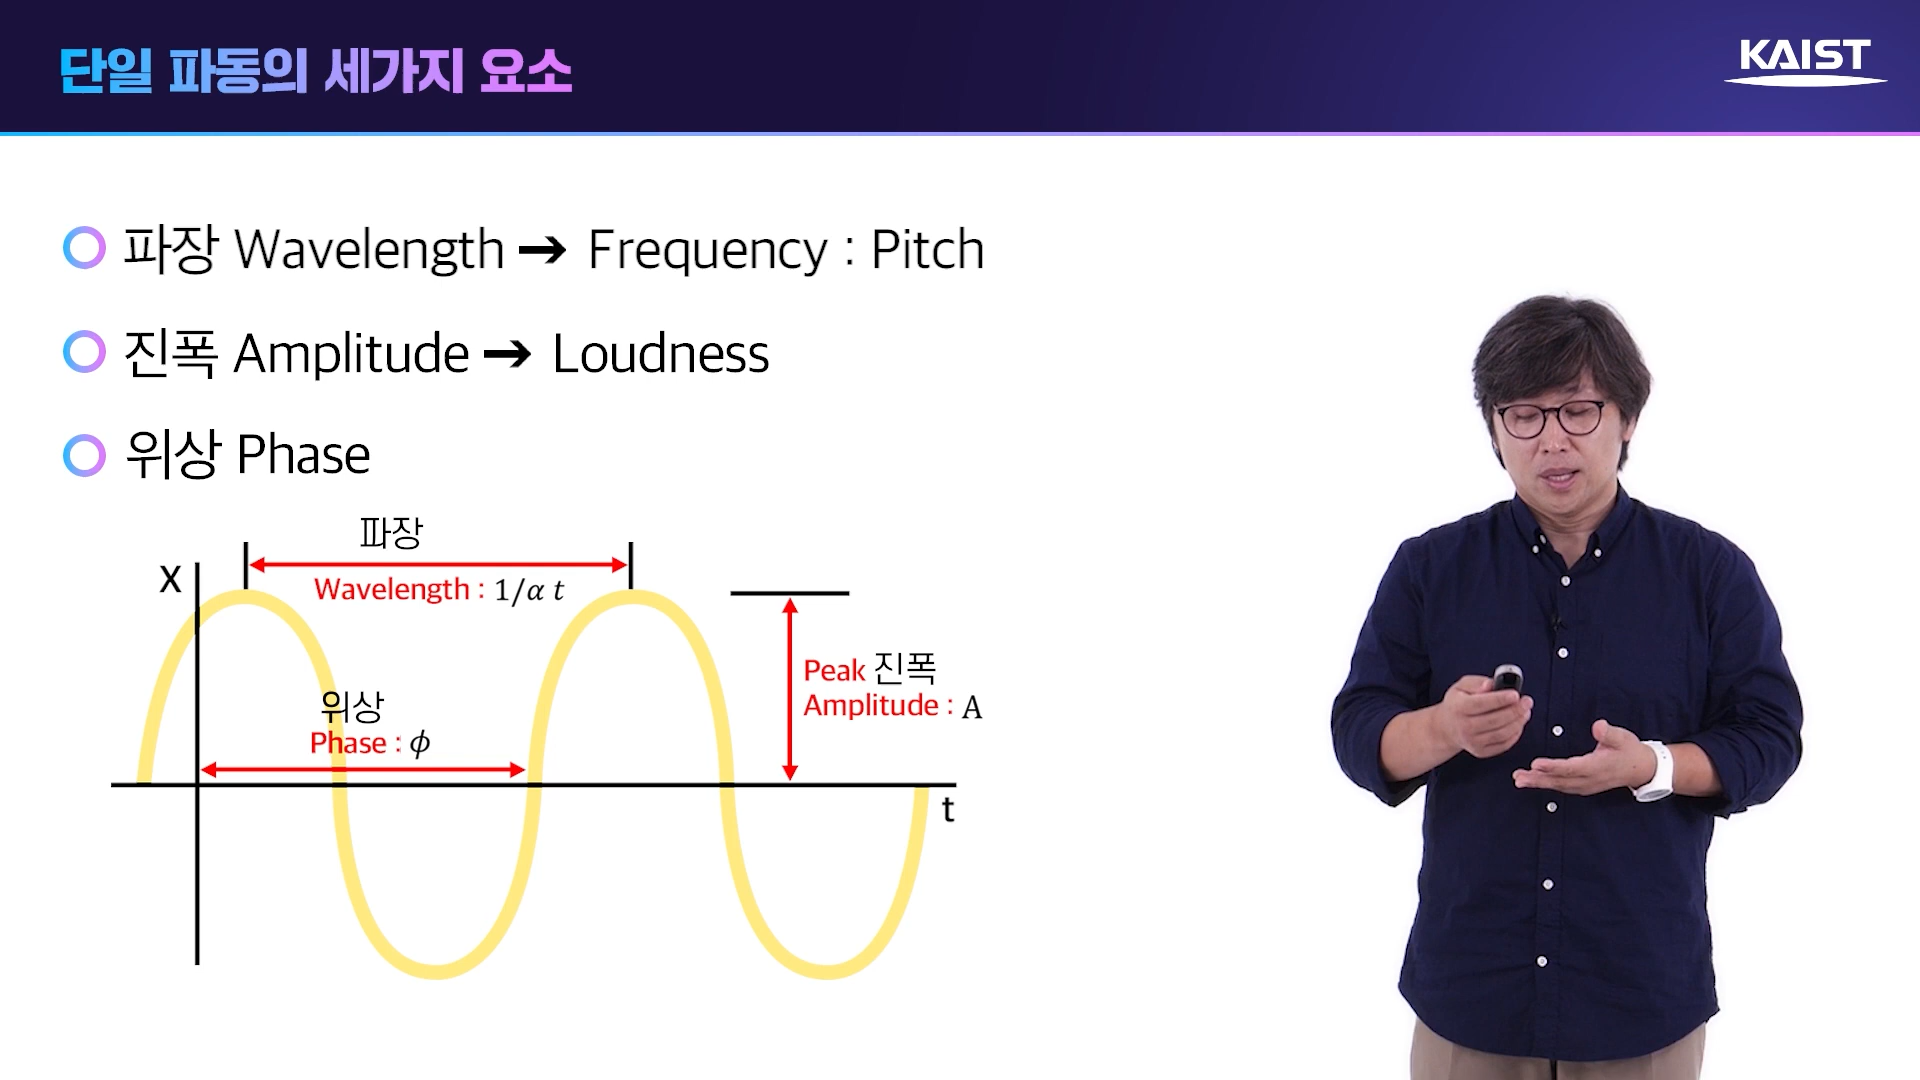 단일 파동의 세가지 요소
KAIST
파장 Wavelength → Frequency : Pitch
진폭 Amplitude → Loudness
위상 Phase
파장
X
Wavelength : 1/α t
Peak 진폭
Amplitude : A
위상
Phase : ϕ
t